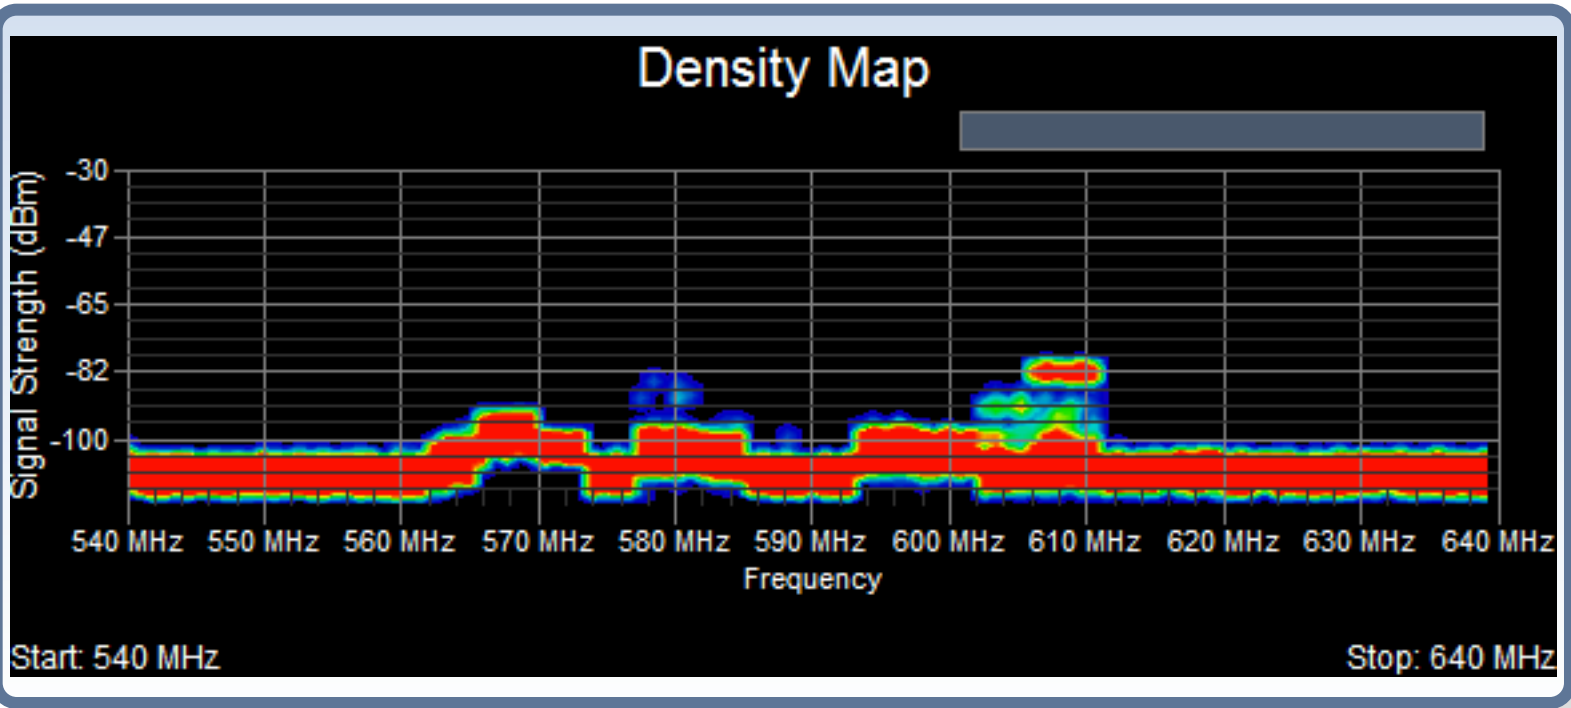 Density Map
Signal Strength (dBm)
-30
-47
-65
-82
-100
540 MHz 550 MHz 560 MHz 570 MHz 580 MHz 590 MHz 600 MHz 610 MHz 620 MHz 630 MHz 640 MHz
Frequency
Start: 540 MHz Stop: 640 MHz